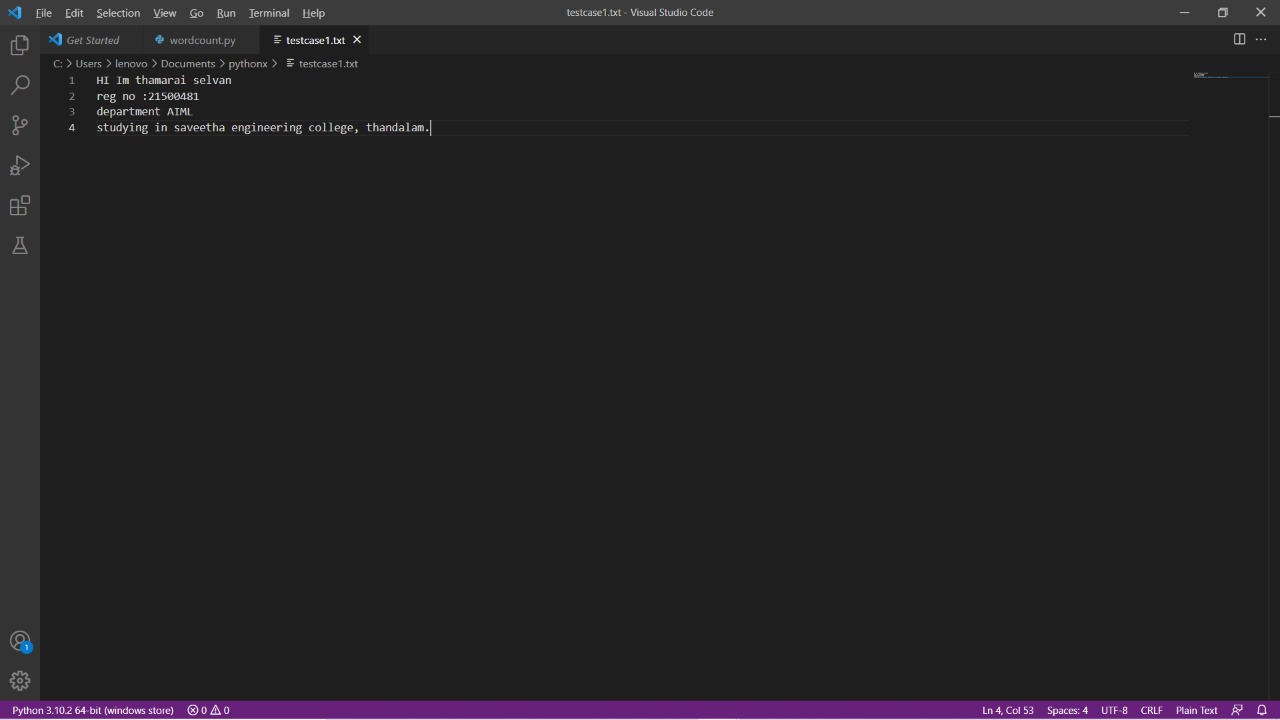 File Edit Selection View Go Run Terminal Help testcase1.txt - Visual Studio Code
Get Started wordcount.py testcase1.txt
C: > Users > lenovo > Documents > pythonx > testcase1.txt
1 HI Im thamarai selvan
2 reg no :21500481
3 department AIML
4 studying in saveetha engineering college, thandalam.
1
Python 3.10.2 64-bit (windows store) 0 0 Ln 4, Col 53 Spaces: 4 UTF-8 CRLF Plain Text